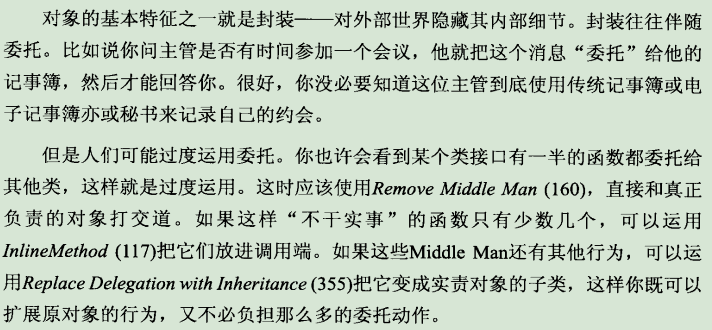 对象的基本特征之一就是封装——对外部世界隐藏其内部细节。封装往往伴随
委托。比如说你问主管是否有时间参加一个会议，他就把这个消息“委托”给他的
记事簿，然后才能回答你。很好，你没必要知道这位主管到底使用传统记事簿或电
子记事簿亦或秘书来记录自己的约会。
但是人们可能过度运用委托。你也许会看到某个类接口有一半的函数都委托给
其他类，这样就是过度运用。这时应该使用Remove Middle Man (160)，直接和真正
负责的对象打交道。如果这样“不干实事”的函数只有少数几个，可以运用
InlineMethod (117)把它们放进调用端。如果这些Middle Man还有其他行为，可以运
用Replace Delegation with Inheritance (355)把它变成实责对象的子类，这样你既可以
扩展原对象的行为，又不必负担那么多的委托动作。